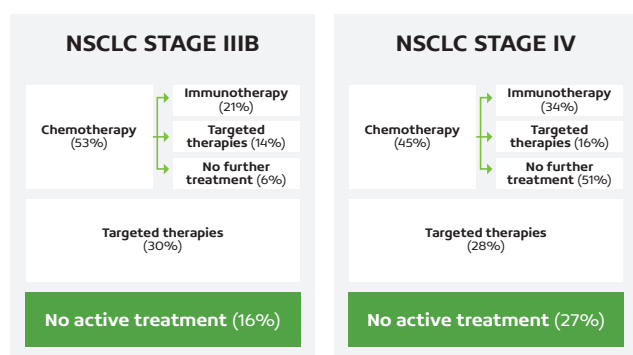 NSCLC STAGE IIIB
Chemotherapy
(53%)
Immunotherapy
(21%)
Targeted
therapies (14%)
No further
treatment (6%)
Targeted therapies
(30%)
No active treatment (16%)
NSCLC STAGE IV
Chemotherapy
(45%)
Immunotherapy
(34%)
Targeted
therapies (16%)
No further
treatment (51%)
Targeted therapies
(28%)
No active treatment (27%)